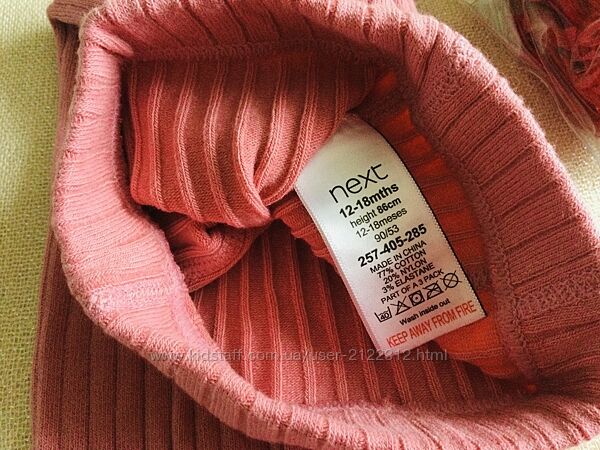 next
12-18mths
height 86cm
12-18meses
90/53
257-405-285
MADE IN CHINA
77% COTTON
20% NYLON
3% ELASTANE
PART OF A 3 PACK
40
Wash inside out
KEEP AWAY FROM FIRE
www.kidstaff.com.ua/user-2122912.html